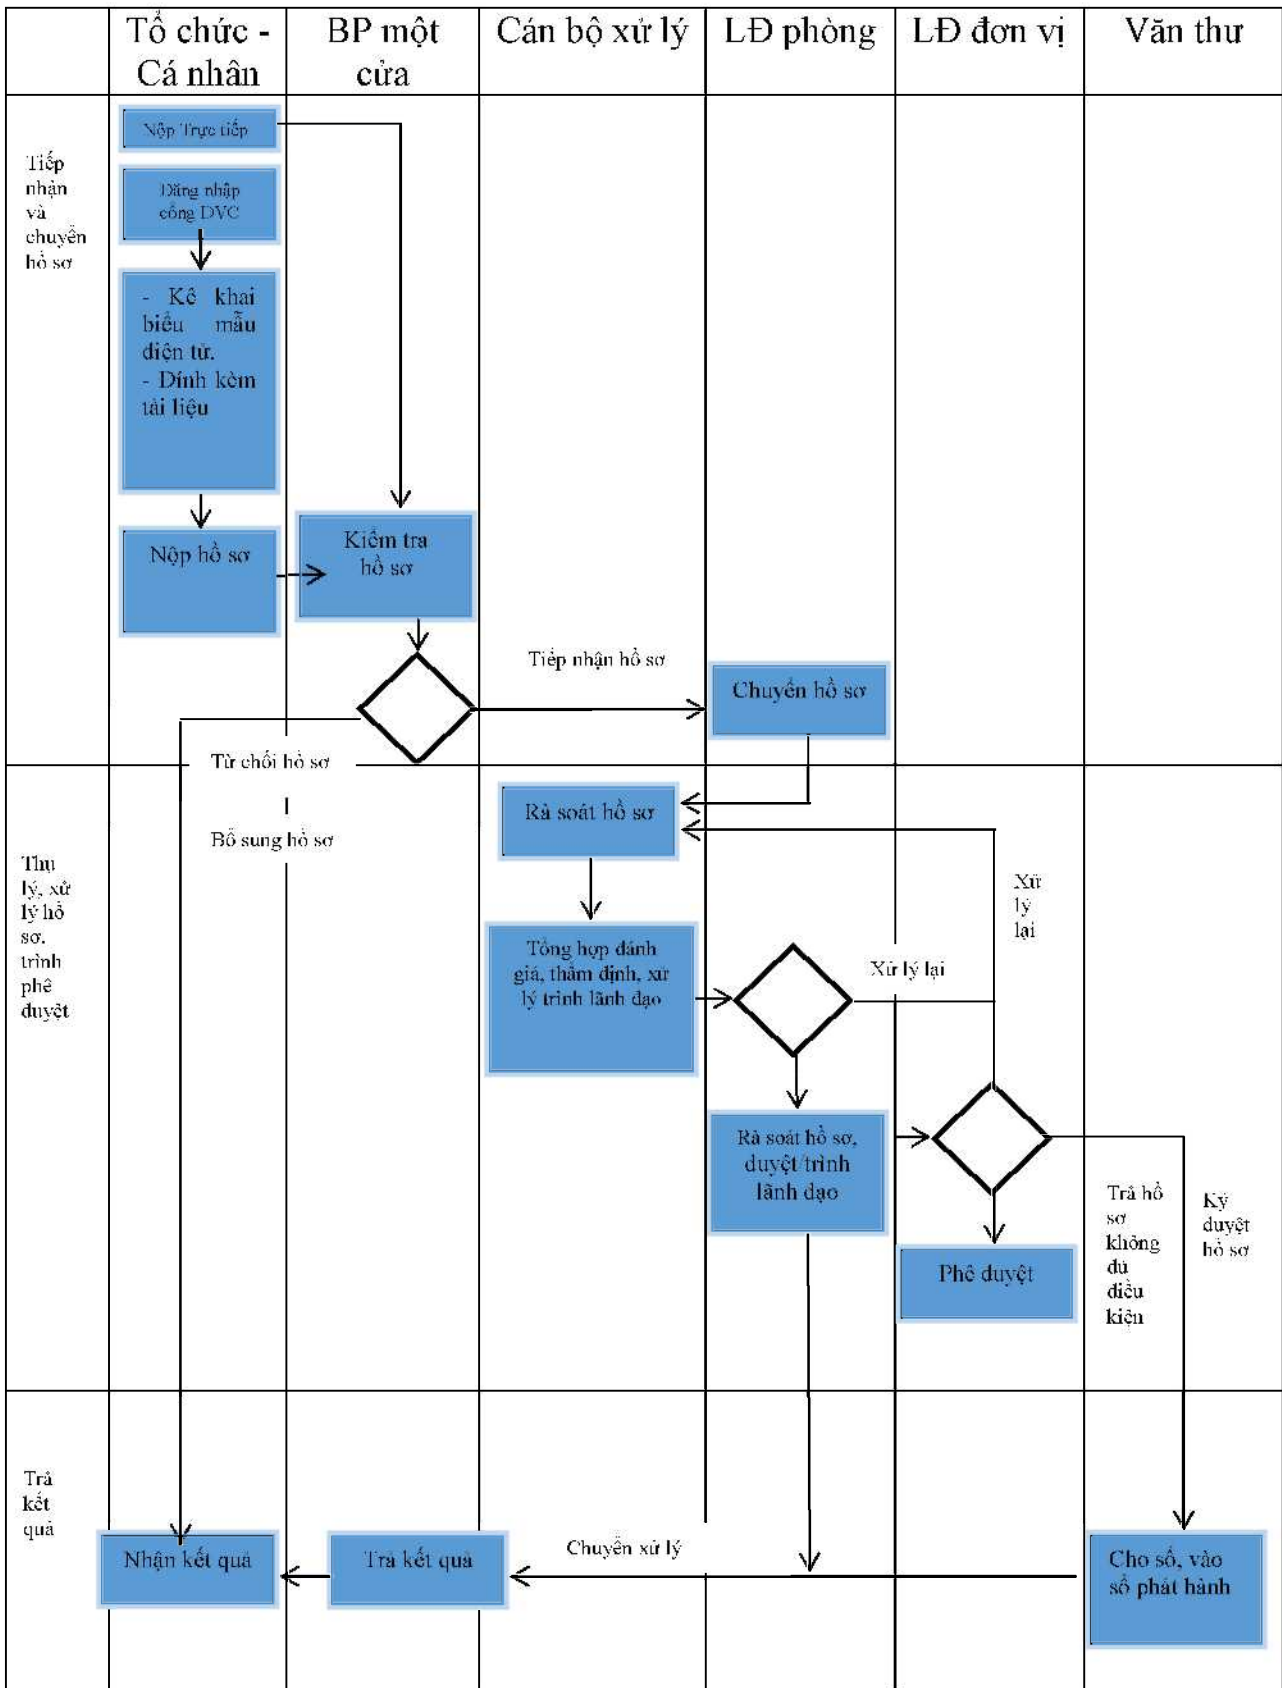 Tổ chức -
Cá nhân
BP một
cửa
Cán bộ xử lý
LĐ phòng
LĐ đơn vị
Văn thư
Tiếp
nhận
và
chuyển
hồ sơ
Nộp Trực tiếp
Đăng nhập
cổng DVC
- Kê khai
biểu mẫu
điện tử.
- Đính kèm
tài liệu
Nộp hồ sơ
Kiểm tra
hồ sơ
Tiếp nhận hồ sơ
Chuyển hồ sơ
Từ chối hồ sơ
Bổ sung hồ sơ
Thụ
lý, xử
lý hồ
sơ.
trình
phê
duyệt
Rà soát hồ sơ
Tổng hợp đánh
giá, thẩm định, xử
lý trình lãnh đạo
Xử lý lại
Xử
lý
lại
Rà soát hồ sơ,
duyệt/trình
lãnh đạo
Phê duyệt
Trả hồ
sơ
không
đủ
điều
kiện
Ký
duyệt
hồ sơ
Trả
kết
quả
Nhận kết quả
Trả kết quả
Chuyển xử lý
Cho số, vào
sổ phát hành